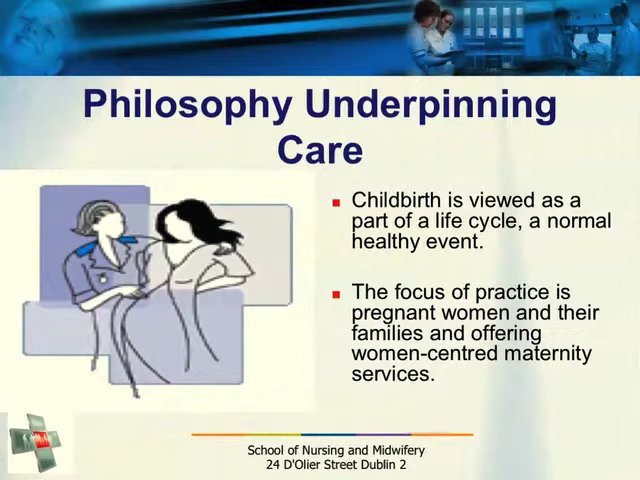 Philosophy Underpinning
Care
Childbirth is viewed as a
part of a life cycle, a normal
healthy event.
The focus of practice is
pregnant women and their
families and offering
women-centred maternity
services.
School of Nursing and Midwifery
24 D'Olier Street Dublin 2